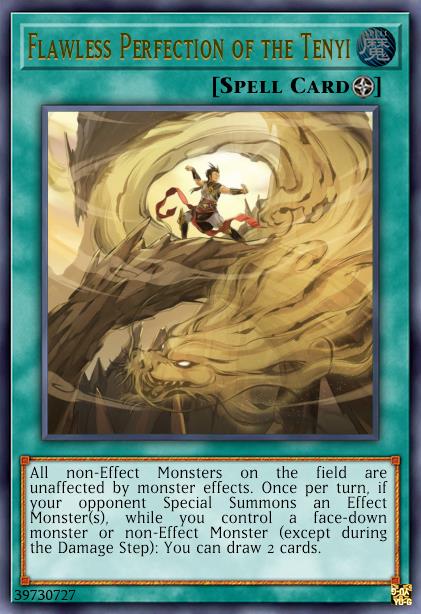 FLAWLESS PERFECTION OF THE TENYI
魔
[SPELL CARD]
All non-Effect Monsters on the field are
unaffected by monster effects. Once per turn, if
your opponent Special Summons an Effect
Monster(s), while you control a face-down
monster or non-Effect Monster (except during
the Damage Step): You can draw 2 cards.
39730727